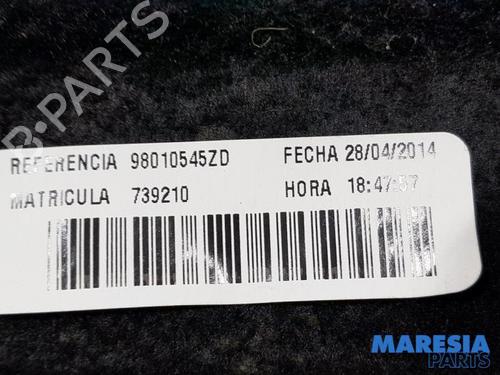 B-PARTS
REFERENCIA 98010545ZD FECHA 28/04/2014
MATRICULA 739210 HORA 18:47:57
MARESIA
PARTS